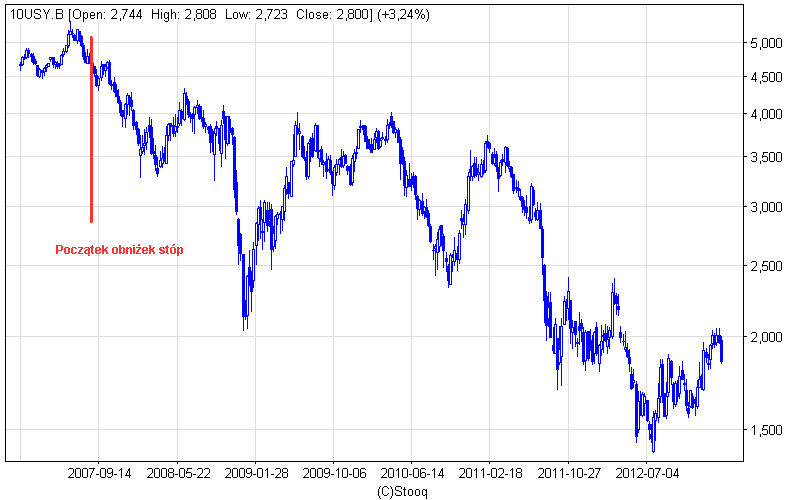 10USY.B [Open: 2,744 High: 2,808 Low: 2,723 Close: 2,800] (+3,24%)
5,000
4,500
4,000
3,500
3,000
Początek obniżek stóp
2,500
2,000
1,500
2007-09-14 2008-05-22 2009-01-28 2009-10-06 2010-06-14 2011-02-18 2011-10-27 2012-07-04
(C)Stooq